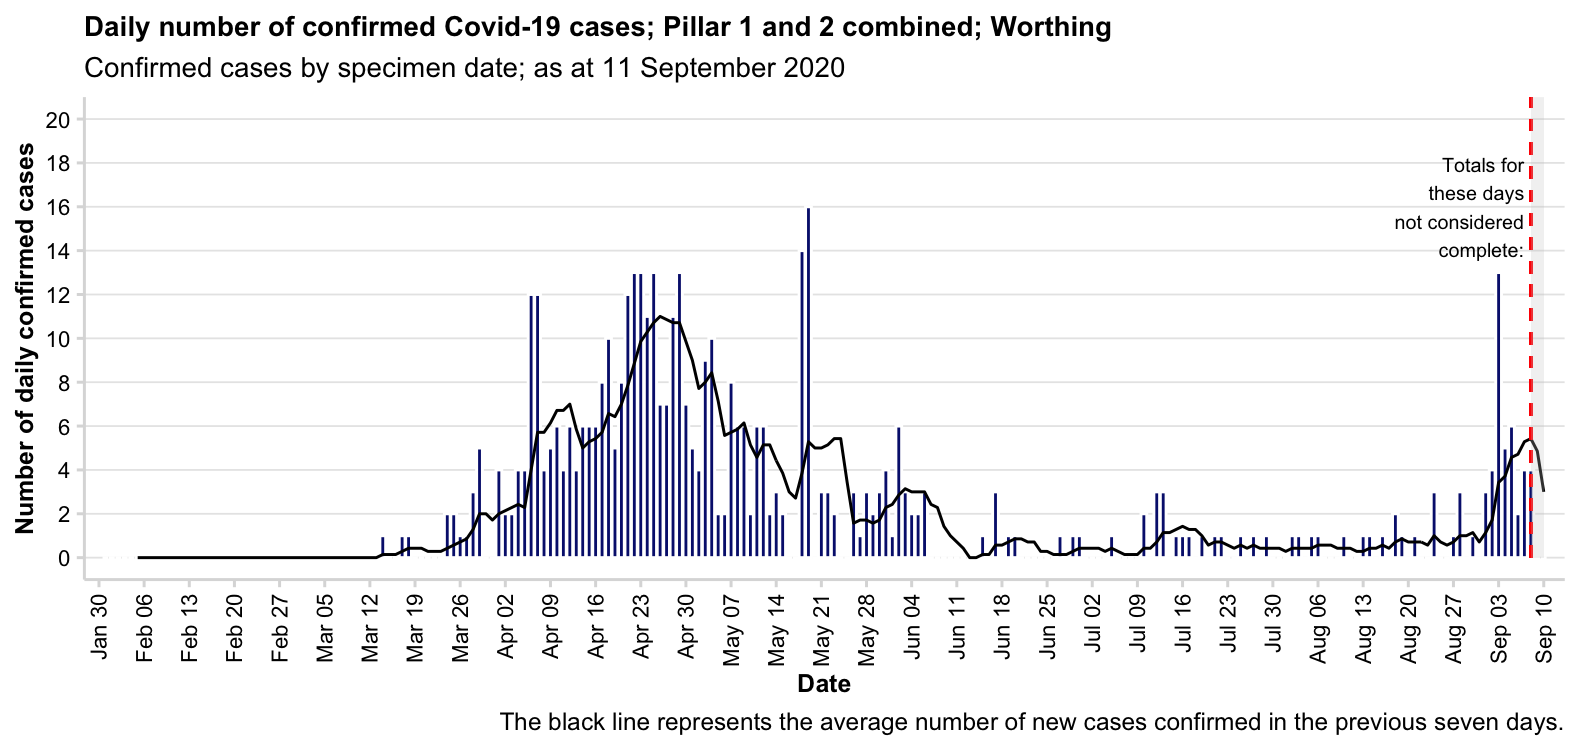 Daily number of confirmed Covid-19 cases; Pillar 1 and 2 combined; Worthing
Confirmed cases by specimen date; as at 11 September 2020
Number of daily confirmed cases
20
18
16
14
12
10
8
6
4
2
0
Totals for
these days
not considered
complete:
Jan 30
Feb 06
Feb 13
Feb 20
Feb 27
Mar 05
Mar 12
Mar 19
Mar 26
Apr 02
Apr 09
Apr 16
Apr 23
Apr 30
May 07
May 14
May 21
May 28
Jun 04
Jun 11
Jun 18
Jun 25
Jul 02
Jul 09
Jul 16
Jul 23
Jul 30
Aug 06
Aug 13
Aug 20
Aug 27
Sep 03
Sep 10
Date
The black line represents the average number of new cases confirmed in the previous seven days.